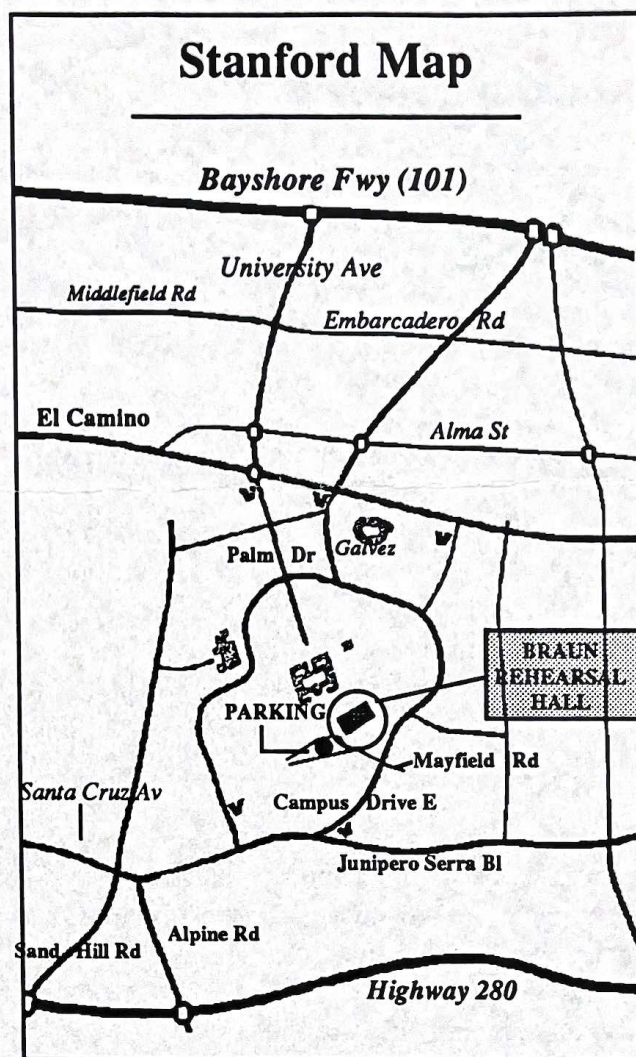 Stanford Map
Bayshore Fwy (101)
University Ave
Middlefield Rd
Embarcadero Rd
El Camino
Alma St
Palm Dr
Galvez
BRAUN
REHEARSAL
HALL
PARKING
Mayfield Rd
Santa Cruz Av
Campus Drive E
Junipero Serra Bl
Alpine Rd
Sand Hill Rd
Highway 280